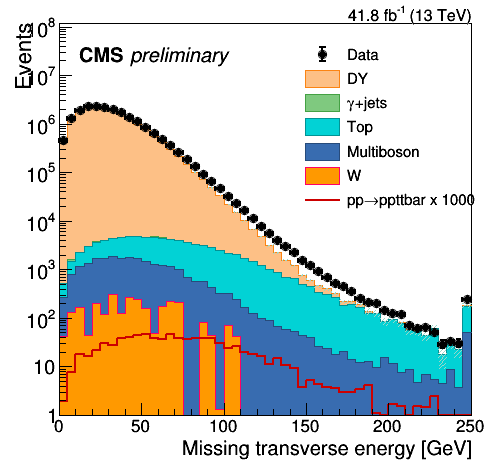 41.8 fb⁻¹ (13 TeV)
Events
CMS preliminary
Data
DY
γ+jets
Top
Multiboson
W
pp→ppttbar x 1000
10⁸
10⁷
10⁶
10⁵
10⁴
10³
10²
10
1
0 50 100 150 200 250
Missing transverse energy [GeV]